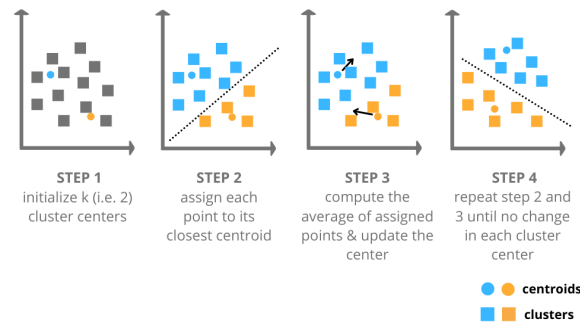 STEP 1
initialize k (i.e. 2)
cluster centers
STEP 2
assign each
point to its
closest centroid
STEP 3
compute the
average of assigned
points & update the
center
STEP 4
repeat step 2 and
3 until no change
in each cluster
center
centroids
clusters